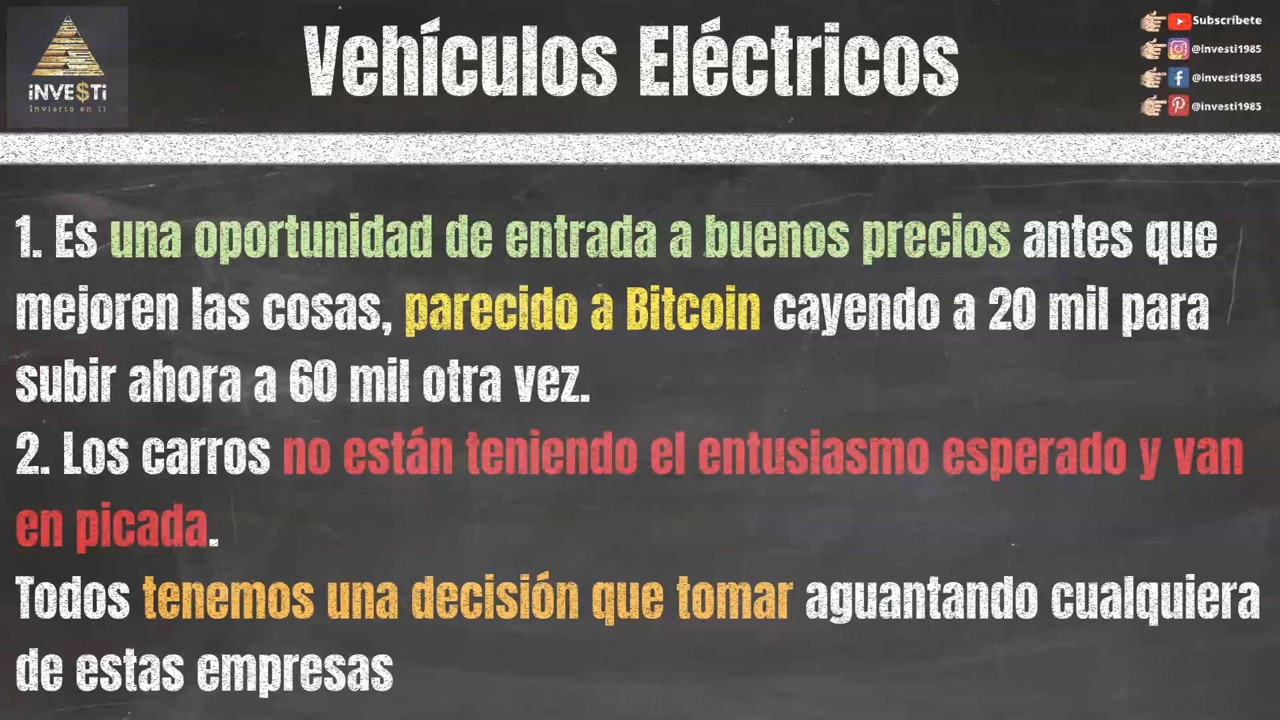 iNVE$Ti
Invierto en ti
Vehículos Eléctricos
Subscríbete
@investi1985
@investi1985
@investi1985
1. Es una oportunidad de entrada a buenos precios antes que
mejoren las cosas, parecido a Bitcoin cayendo a 20 mil para
subir ahora a 60 mil otra vez.
2. Los carros no están teniendo el entusiasmo esperado y van
en picada.
Todos tenemos una decisión que tomar aguantando cualquiera
de estas empresas